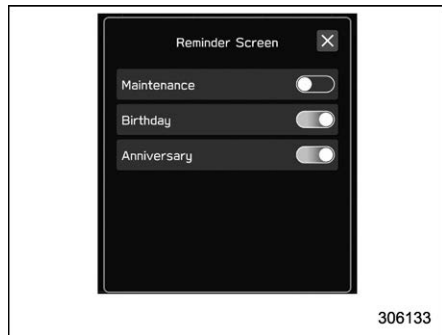 Reminder Screen
Maintenance
Birthday
Anniversary
306133